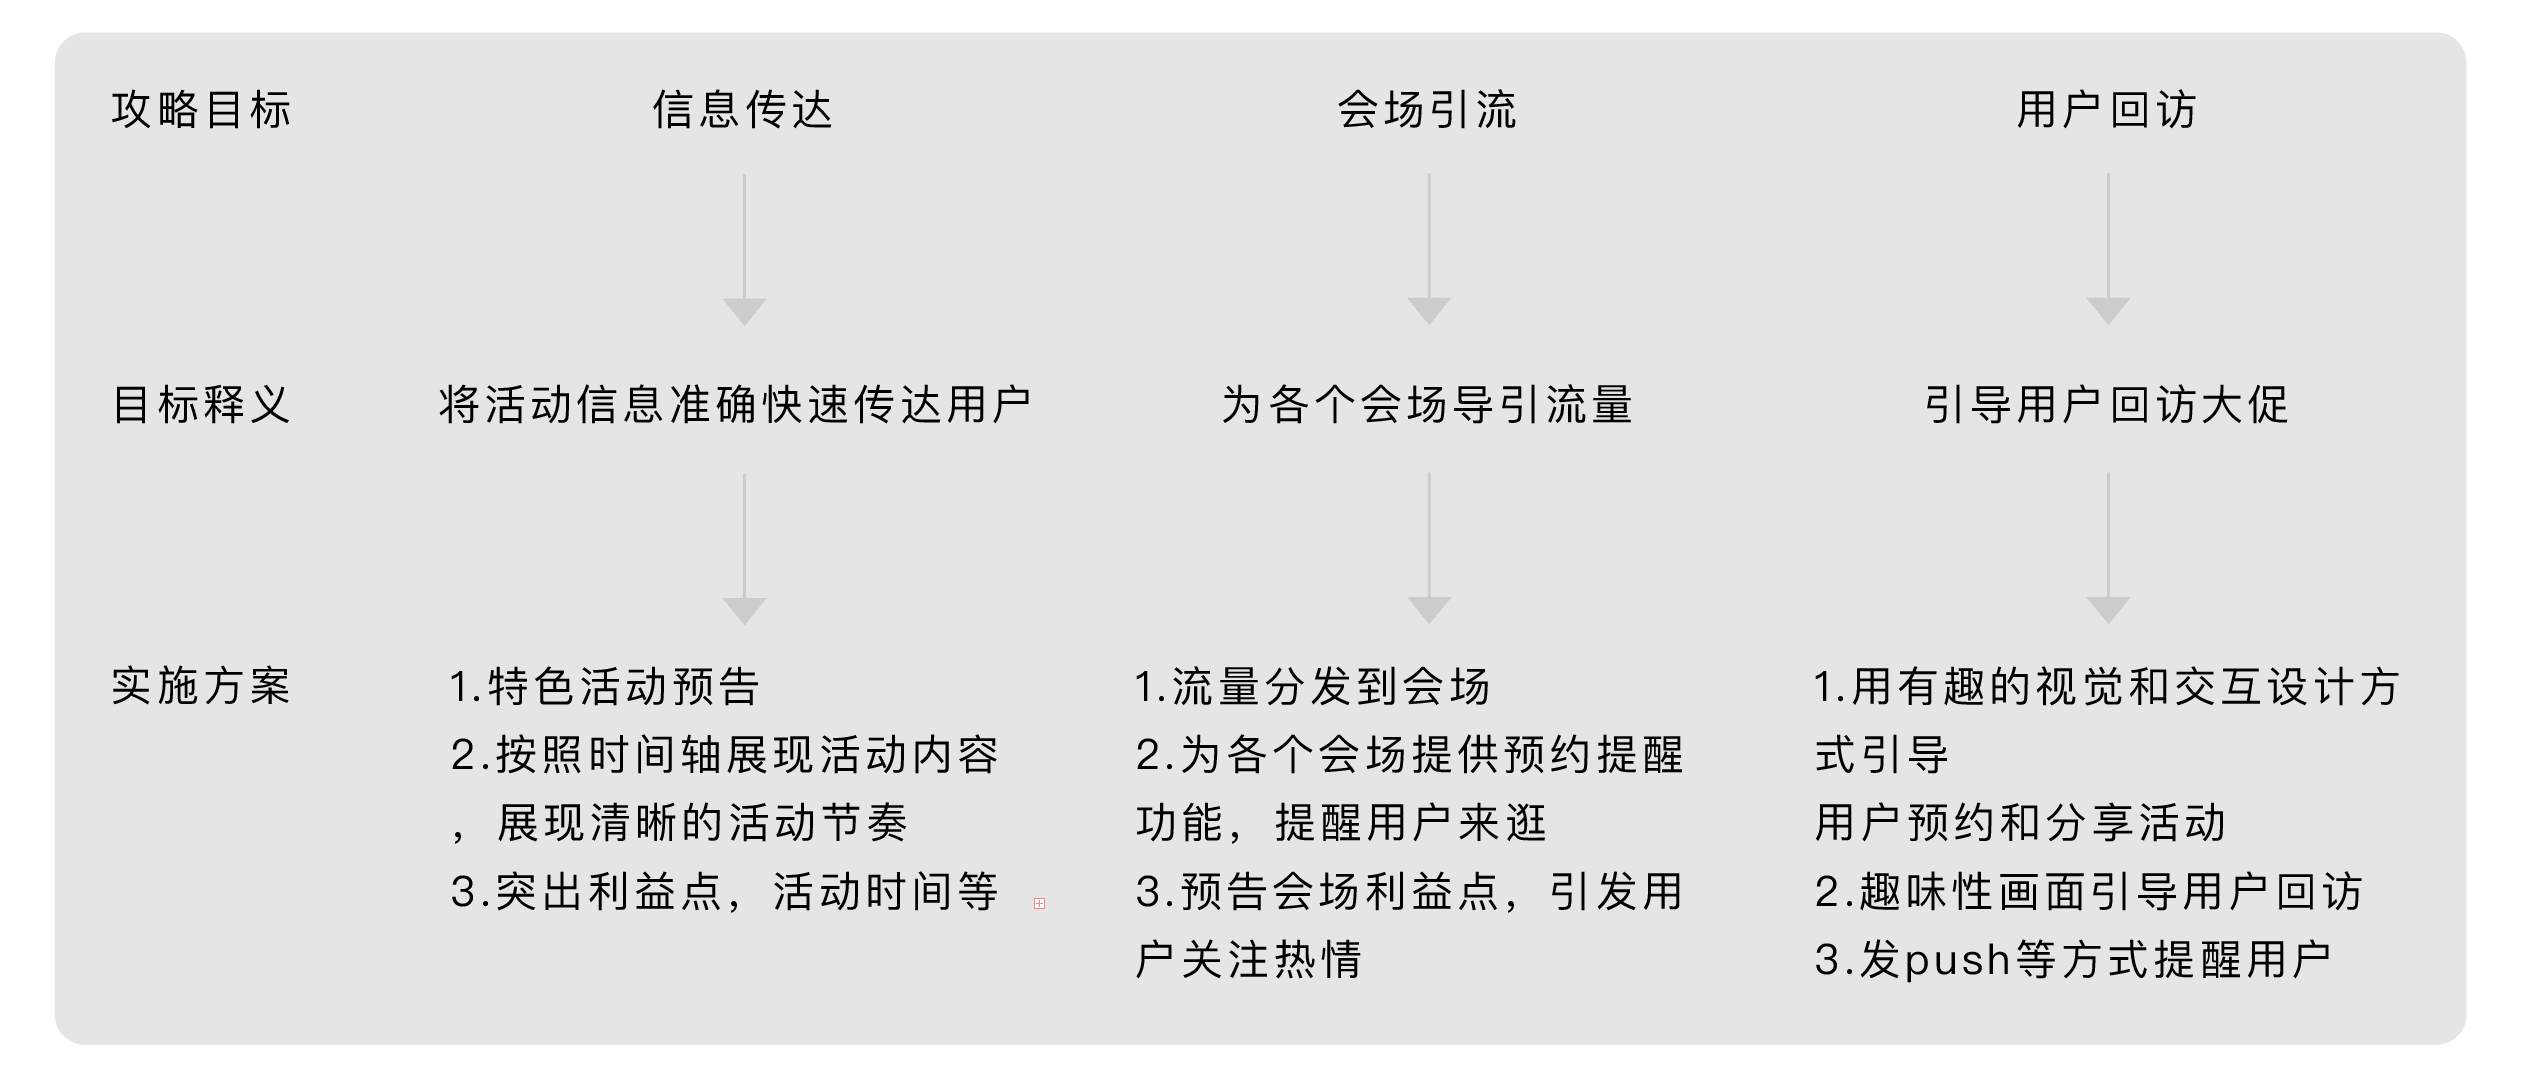 攻略目标
信息传达
会场引流
用户回访
目标释义
将活动信息准确快速传达用户
为各个会场导引流量
引导用户回访大促
实施方案
1.特色活动预告
2.按照时间轴展现活动内容
，展现清晰的活动节奏
3.突出利益点，活动时间等
1.流量分发到会场
2.为各个会场提供预约提醒
功能，提醒用户来逛
3.预告会场利益点，引发用
户关注热情
1.用有趣的视觉和交互设计方
式引导
用户预约和分享活动
2.趣味性画面引导用户回访
3.发push等方式提醒用户